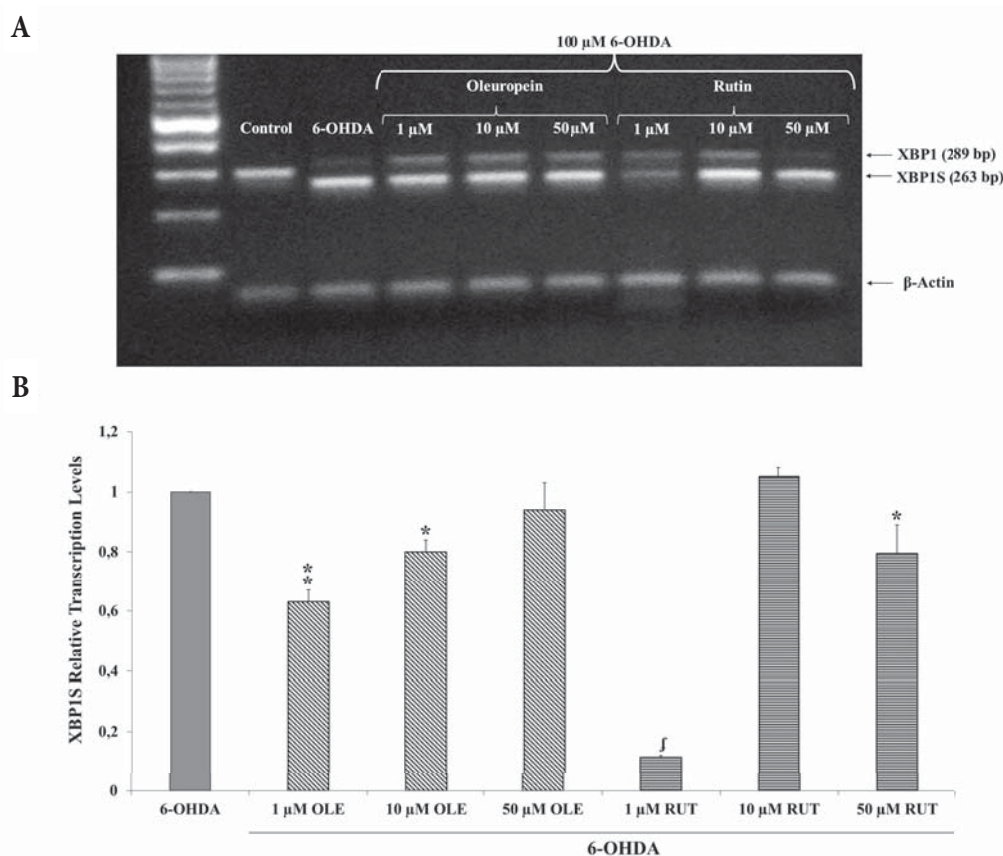 A
100 µM 6-OHDA
Oleuropein
Rutin
Control
6-OHDA
1 µM
10 µM
50 µM
1 µM
10 µM
50 µM
XBP1 (289 bp)
XBP1S (263 bp)
β-Actin
B
XBP1S Relative Transcription Levels
1,2
1
0,8
0,6
0,4
0,2
0
*
*
*
ʃ
*
6-OHDA
1 µM OLE
10 µM OLE
50 µM OLE
1 µM RUT
10 µM RUT
50 µM RUT
6-OHDA